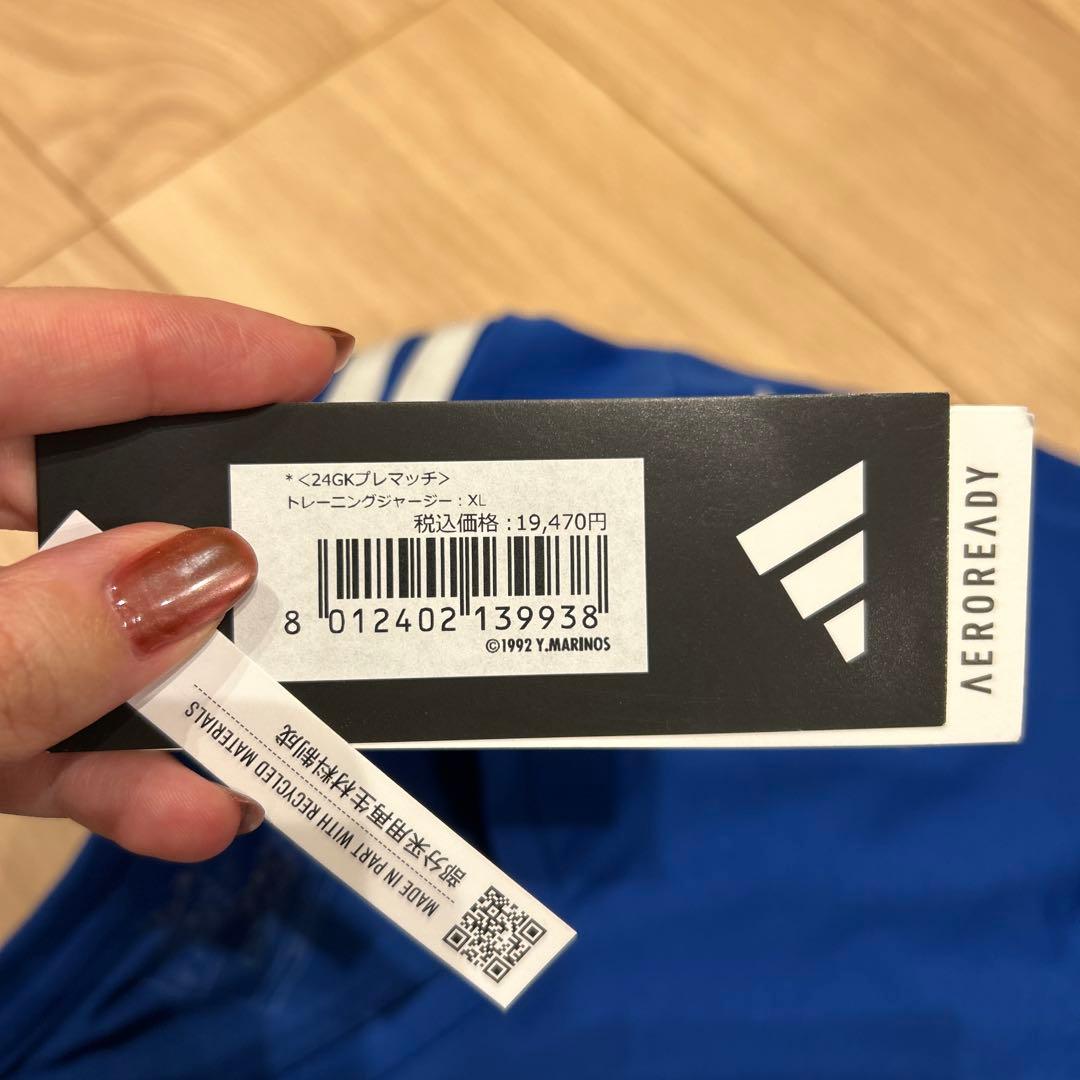 *<24GKプレマッチ>
トレーニングジャージー:XL
税込価格:19,470円
8 012402 139938
©1992 Y.MARINOS
AEROREADY
MADE IN PART WITH RECYCLED MATERIALS
部分采用再生材料制成